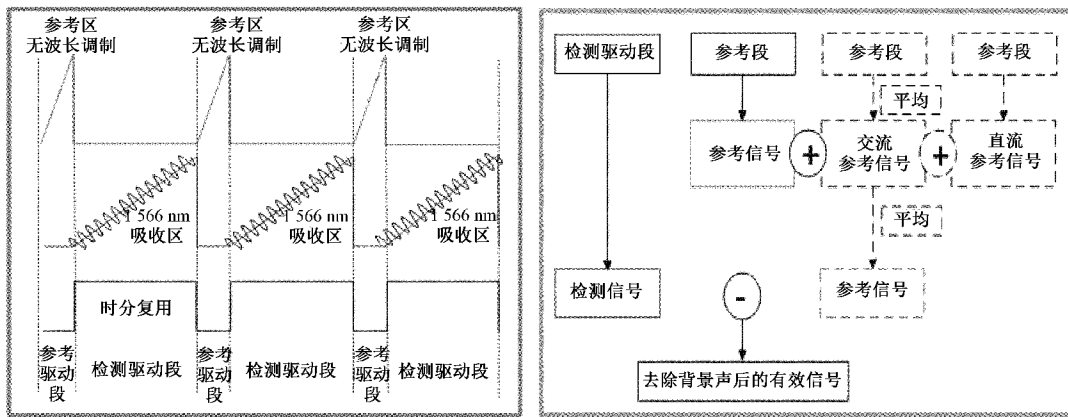 参考区
无波长调制
参考区
无波长调制
参考区
无波长调制
1 566 nm
吸收区
1 566 nm
吸收区
1 566 nm
吸收区
时分复用
参考
驱动
段
检测驱动段
参考
驱动
段
检测驱动段
参考
驱动
段
检测驱动段
检测驱动段
参考段
参考段
参考段
平均
参考信号
+
交流
参考信号
+
直流
参考信号
平均
检测信号
-
参考信号
去除背景声后的有效信号